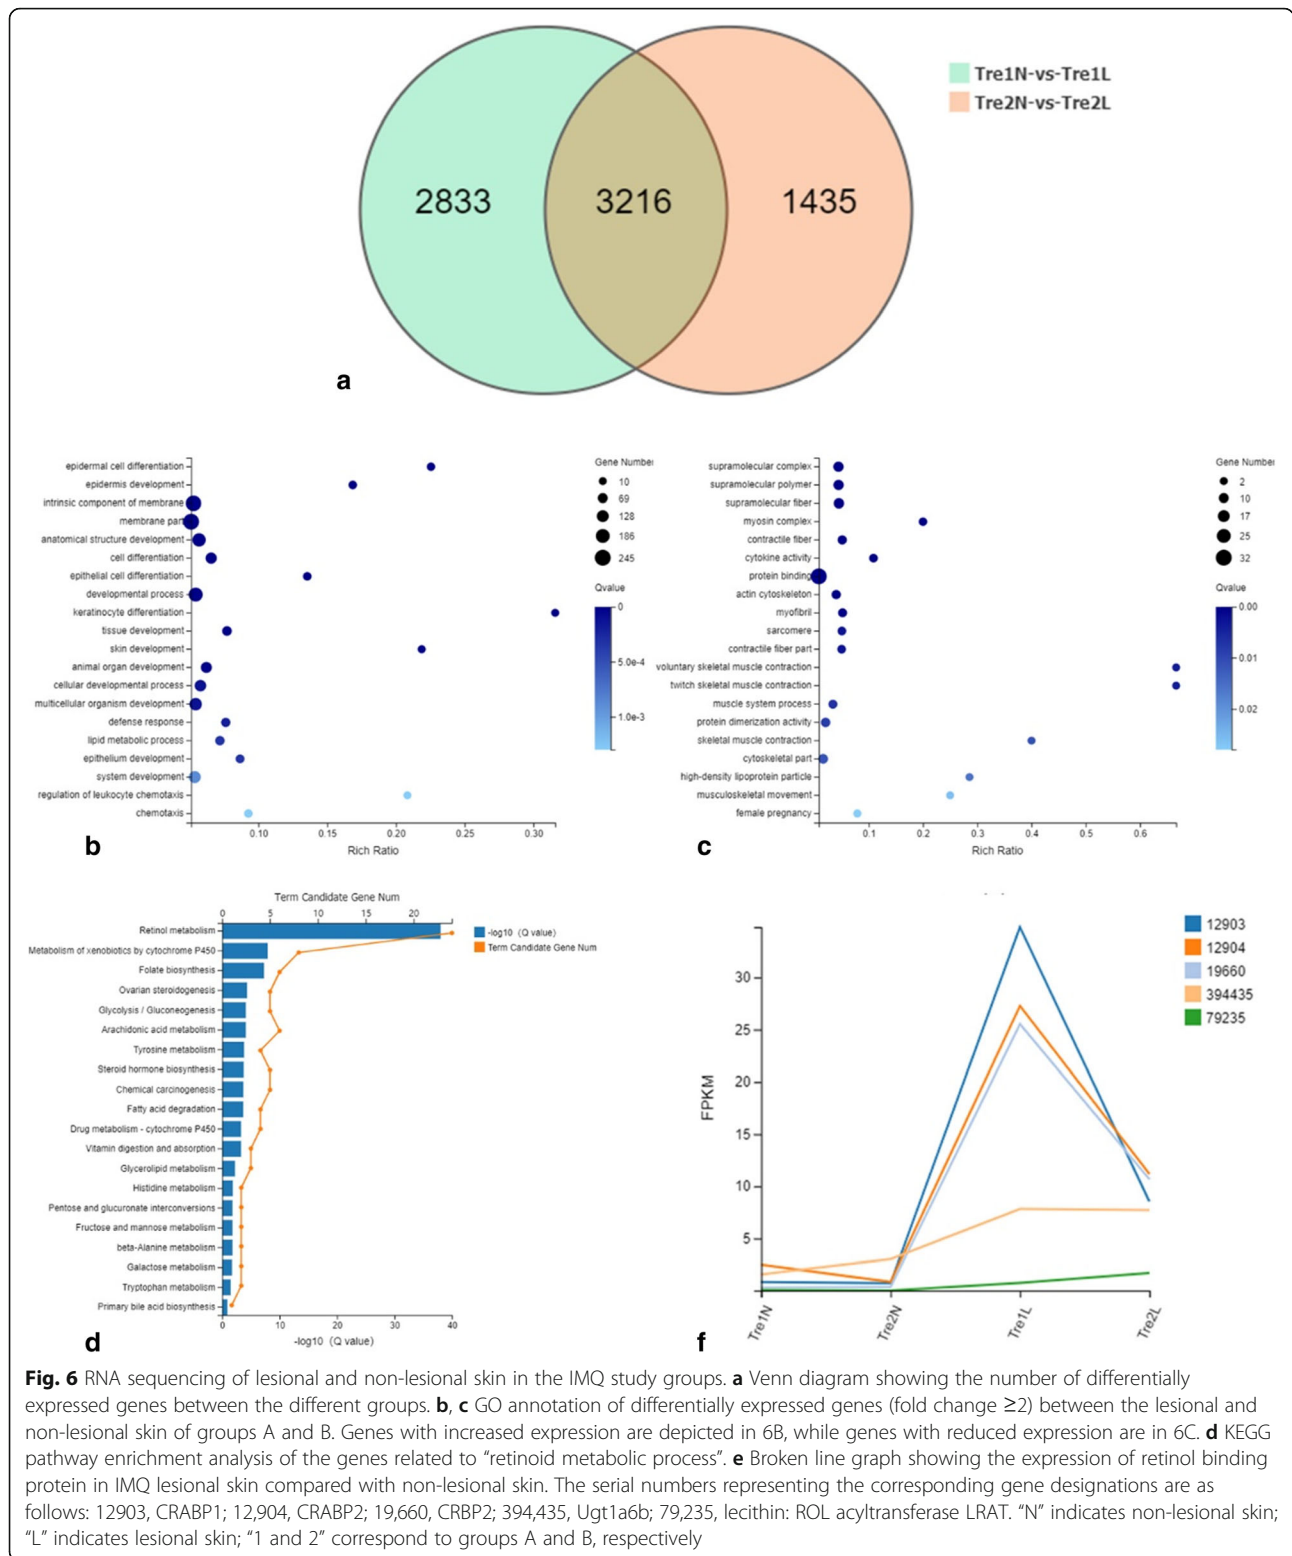 Tre1N-vs-Tre1L
Tre2N-vs-Tre2L
2833
3216
1435
a
epidermal cell differentiation
epidermis development
intrinsic component of membrane
membrane part
anatomical structure development
cell differentiation
epithelial cell differentiation
developmental process
keratinocyte differentiation
tissue development
skin development
animal organ development
cellular developmental process
multicellular organism development
defense response
lipid metabolic process
epithelium development
system development
regulation of leukocyte chemotaxis
chemotaxis
0.10 0.15 0.20 0.25 0.30
Rich Ratio
Gene Number
10
69
128
186
245
Qvalue
0
5.0e-4
1.0e-3
b
supramolecular complex
supramolecular polymer
supramolecular fiber
myosin complex
contractile fiber
cytokine activity
protein binding
actin cytoskeleton
myofibril
sarcomere
contractile fiber part
voluntary skeletal muscle contraction
twitch skeletal muscle contraction
muscle system process
protein dimerization activity
skeletal muscle contraction
cytoskeletal part
high-density lipoprotein particle
musculoskeletal movement
female pregnancy
0.1 0.2 0.3 0.4 0.5 0.6
Rich Ratio
Gene Number
2
10
17
25
32
Qvalue
0.00
0.01
0.02
c
Term Candidate Gene Num
0 5 10 15 20
Retinol metabolism
Metabolism of xenobiotics by cytochrome P450
Folate biosynthesis
Ovarian steroidogenesis
Glycolysis / Gluconeogenesis
Arachidonic acid metabolism
Tyrosine metabolism
Steroid hormone biosynthesis
Chemical carcinogenesis
Fatty acid degradation
Drug metabolism - cytochrome P450
Vitamin digestion and absorption
Glycerolipid metabolism
Histidine metabolism
Pentose and glucuronate interconversions
Fructose and mannose metabolism
beta-Alanine metabolism
Galactose metabolism
Tryptophan metabolism
Primary bile acid biosynthesis
0 10 20 30 40
-log10（Q value）
-log10（Q value）
Term Candidate Gene Num
d
FPKM
30
25
20
15
10
5
Tre1N
Tre2N
Tre1L
Tre2L
12903
12904
19660
394435
79235
f
Fig. 6 RNA sequencing of lesional and non-lesional skin in the IMQ study groups. a Venn diagram showing the number of differentially
expressed genes between the different groups. b, c GO annotation of differentially expressed genes (fold change ≥2) between the lesional and
non-lesional skin of groups A and B. Genes with increased expression are depicted in 6B, while genes with reduced expression are in 6C. d KEGG
pathway enrichment analysis of the genes related to “retinoid metabolic process”. e Broken line graph showing the expression of retinol binding
protein in IMQ lesional skin compared with non-lesional skin. The serial numbers representing the corresponding gene designations are as
follows: 12903, CRABP1; 12,904, CRABP2; 19,660, CRBP2; 394,435, Ugt1a6b; 79,235, lecithin: ROL acyltransferase LRAT. “N” indicates non-lesional skin;
“L” indicates lesional skin; “1 and 2” correspond to groups A and B, respectively